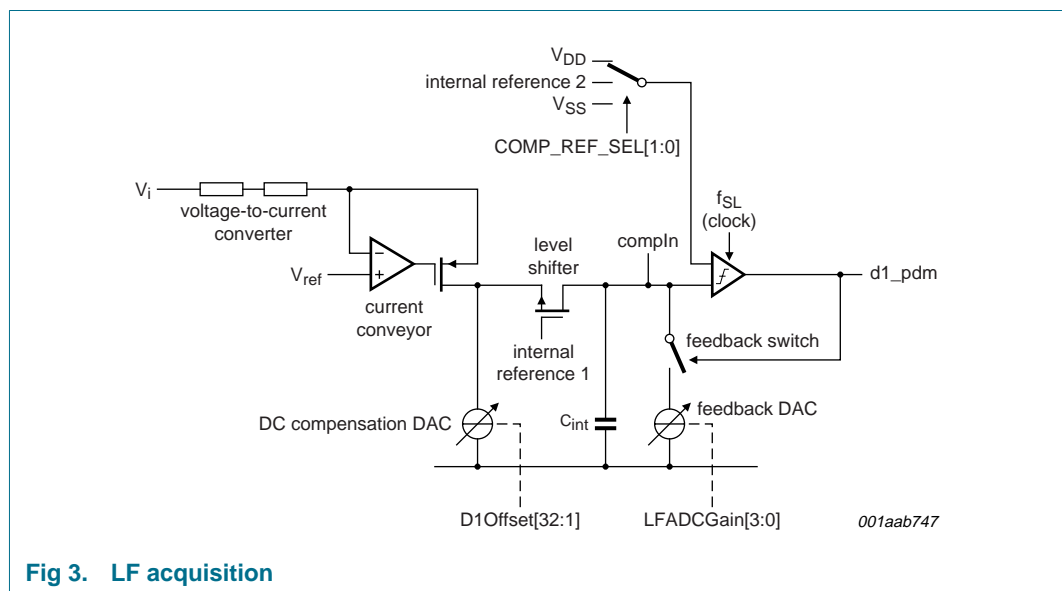 VDD
internal reference 2
VSS
COMP_REF_SEL[1:0]
Vi
voltage-to-current
converter
fSL
(clock)
level
shifter
compIn
−
+
Vref
d1_pdm
current
conveyor
feedback switch
internal
reference 1
DC compensation DAC
Cint
feedback DAC
D1Offset[32:1]
LFADCGain[3:0]
001aab747
Fig 3. LF acquisition